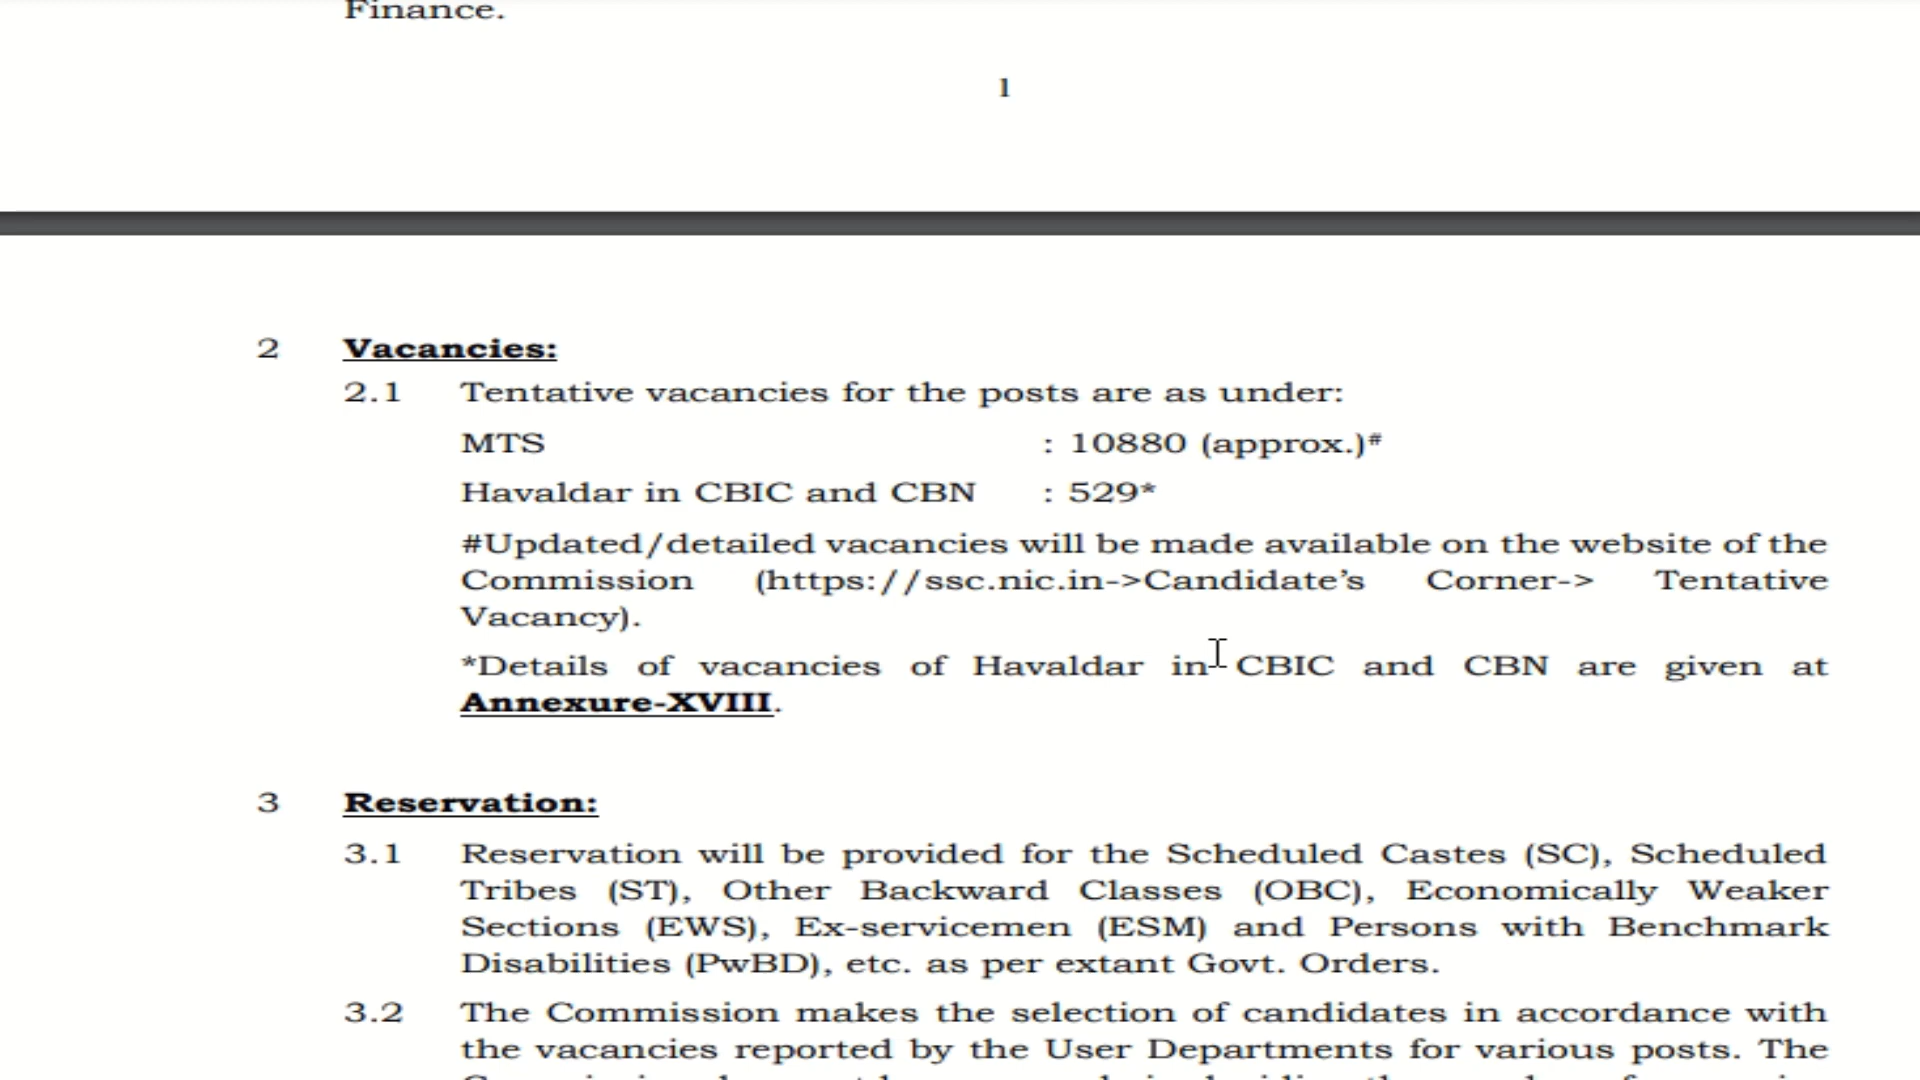 Finance.
1
2 Vacancies:
2.1 Tentative vacancies for the posts are as under:
MTS : 10880 (approx.)#
Havaldar in CBIC and CBN : 529*
#Updated/detailed vacancies will be made available on the website of the
Commission (https://ssc.nic.in->Candidate’s Corner-> Tentative
Vacancy).
*Details of vacancies of Havaldar in CBIC and CBN are given at
Annexure-XVIII.
3 Reservation:
3.1 Reservation will be provided for the Scheduled Castes (SC), Scheduled
Tribes (ST), Other Backward Classes (OBC), Economically Weaker
Sections (EWS), Ex-servicemen (ESM) and Persons with Benchmark
Disabilities (PwBD), etc. as per extant Govt. Orders.
3.2 The Commission makes the selection of candidates in accordance with
the vacancies reported by the User Departments for various posts. The